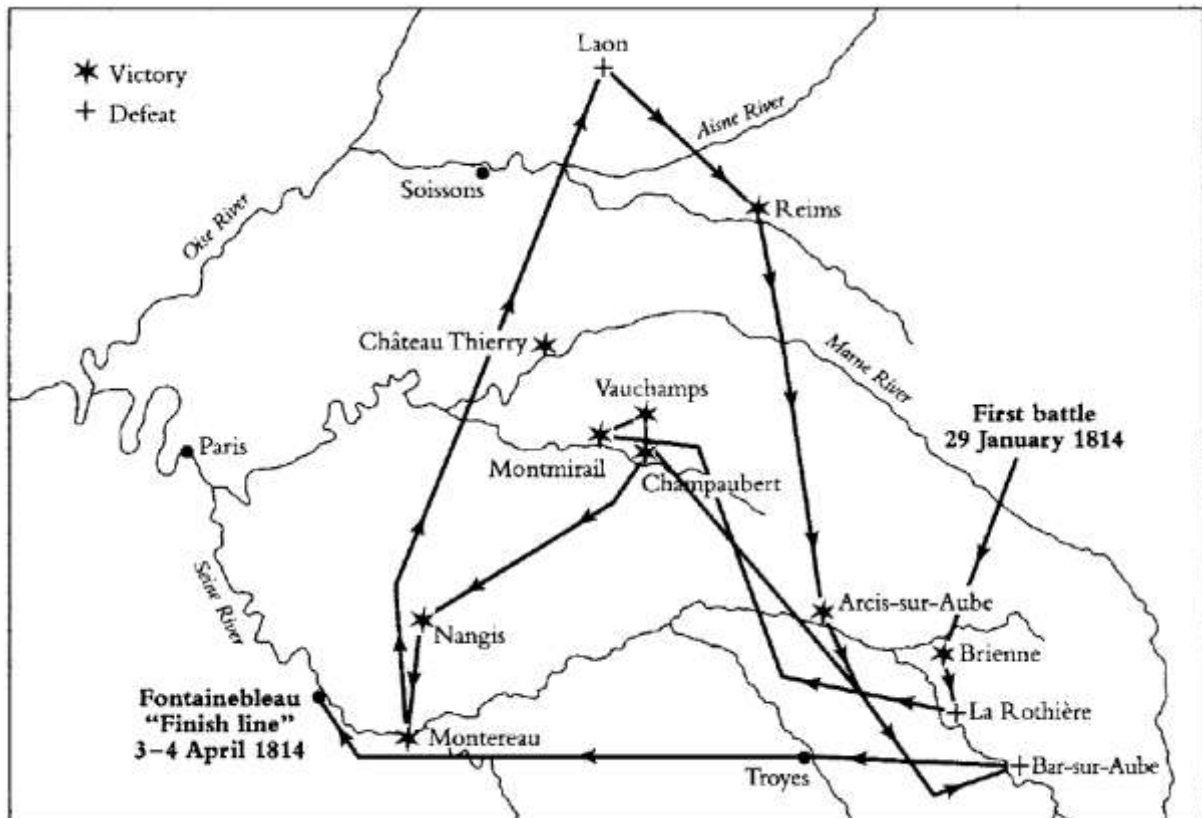 Laon
Victory
Defeat
Aisne River
Soissons
Reims
Oise River
Château Thierry
Marne River
Vauchamps
First battle
29 January 1814
Paris
Montmirail
Champaubert
Seine River
Arcis-sur-Aube
Nangis
Brienne
Fontainebleau
"Finish line"
3–4 April 1814
La Rothière
Montereau
Troyes
Bar-sur-Aube